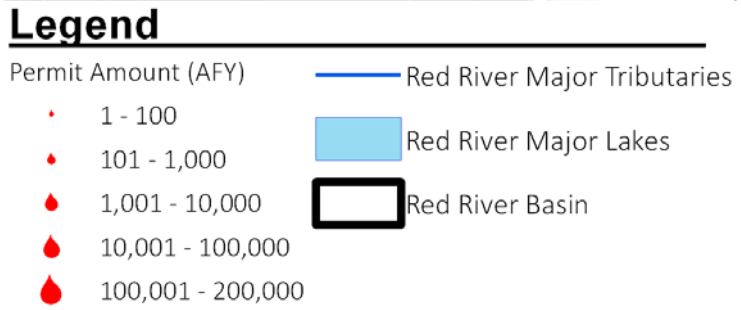 Legend
Permit Amount (AFY)
1 - 100
101 - 1,000
1,001 - 10,000
10,001 - 100,000
100,001 - 200,000
Red River Major Tributaries
Red River Major Lakes
Red River Basin